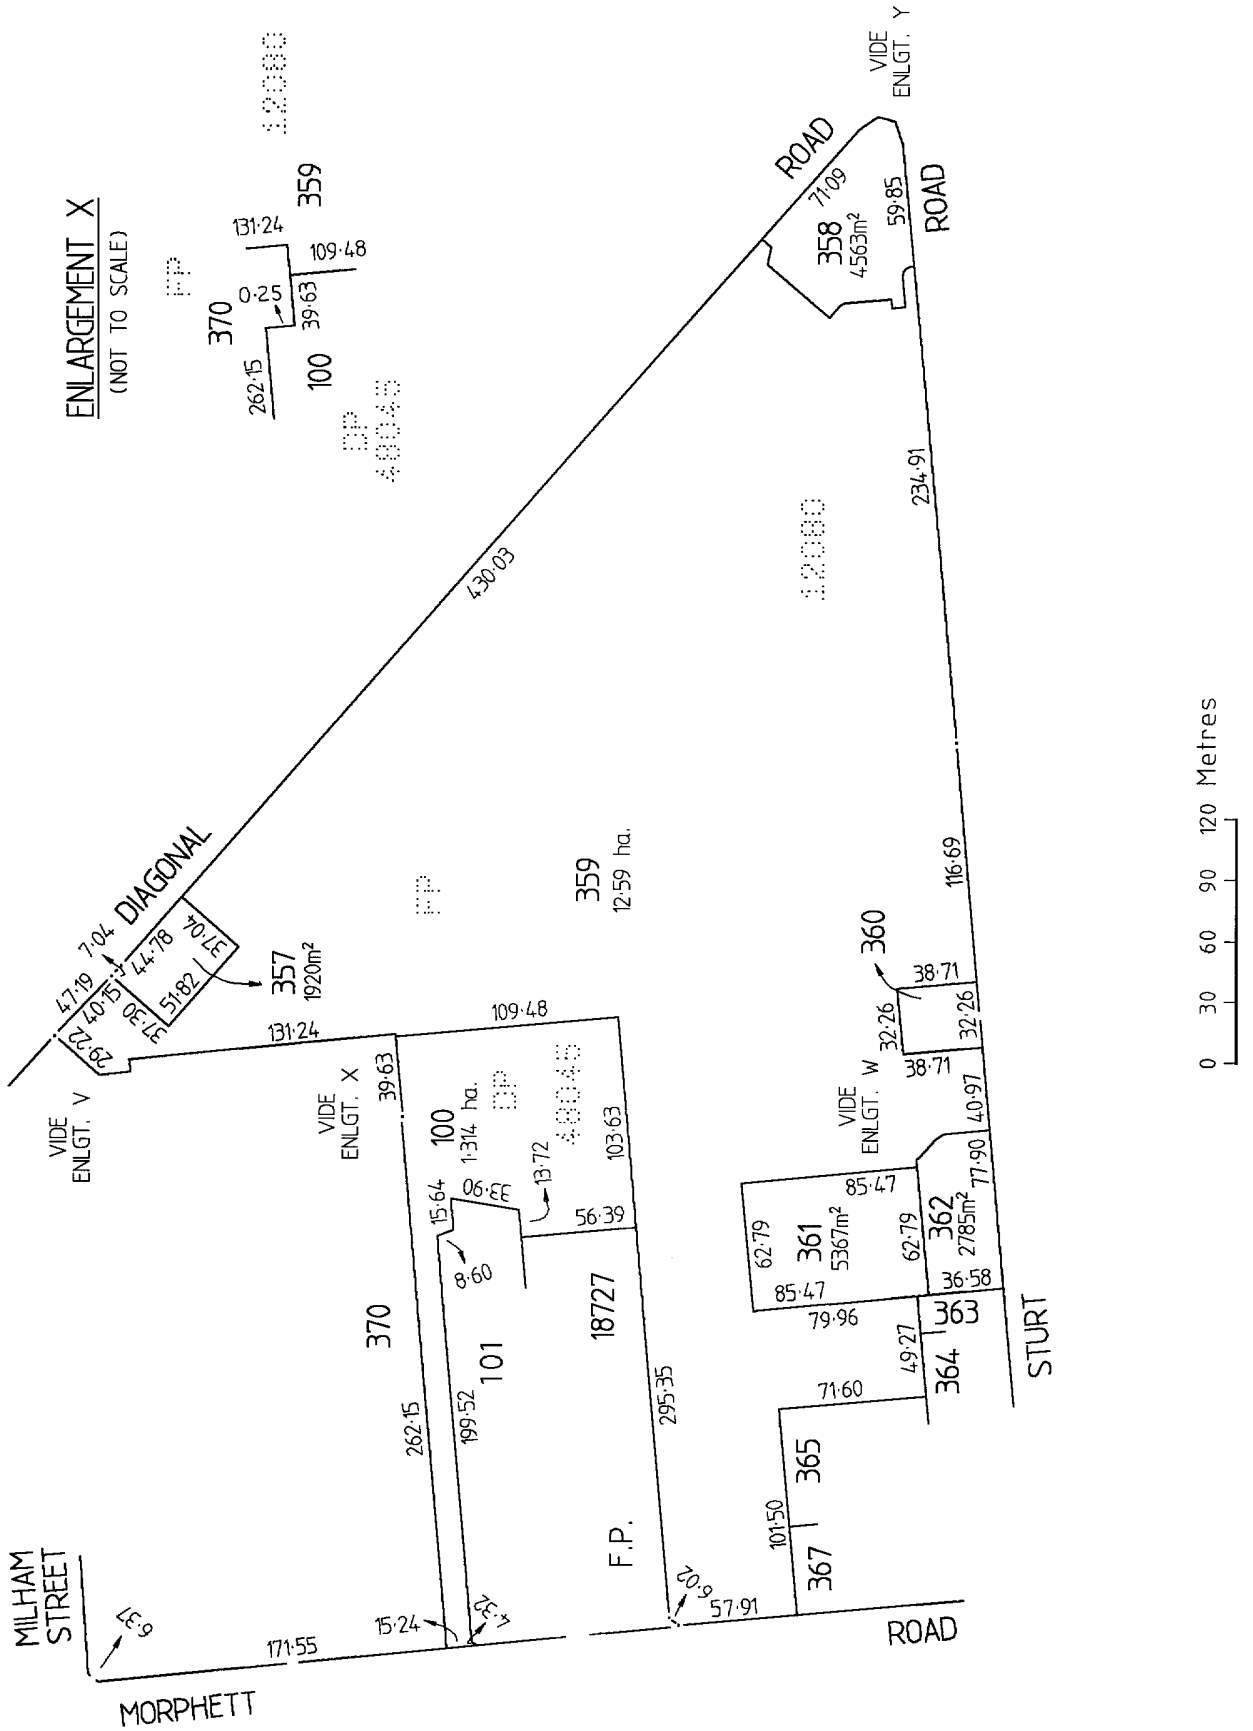 ENLARGEMENT X
(NOT TO SCALE)
FP
12080
370
359
131·24
0·25
109·48
39·63
262·15
100
DP
48045
VIDE
ENLGT. Y
ROAD
71·09
358
4563m²
59·85
ROAD
430·03
234·91
12080
DIAGONAL
7·04
47·19
40·15
44·78
37·04
29·22
37·30
51·82
357
1920m²
VIDE
ENLGT. V
131·24
FP
359
12·59 ha.
116·69
109·48
VIDE
ENLGT. X
39·63
100
1·314 ha.
DP
48045
103·63
360
38·71
32·26
32·26
38·71
VIDE
ENLGT. W
40·97
15·64
33·90
13·72
8·60
56·39
370
262·15
199·52
101
18727
295·35
F.P.
85·47
62·79
361
5367m²
62·79
85·47
362
2785m²
77·90
36·58
79·96
363
49·27
364
71·60
STURT
365
101·50
367
MILHAM
STREET
6·37
171·55
15·24
4·32
6·02
57·91
MORPHETT
ROAD
0 30 60 90 120 Metres